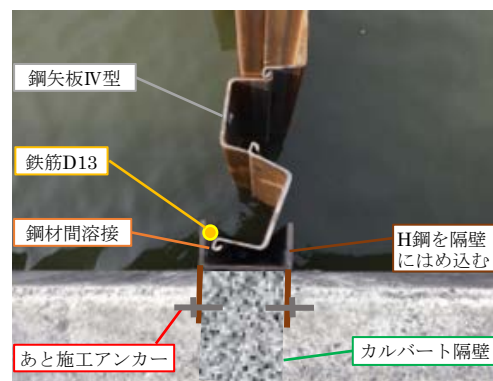 鋼矢板Ⅳ型
鉄筋D13
鋼材間溶接
H鋼を隔壁
にはめ込む
あと施工アンカー
カルバート隔壁